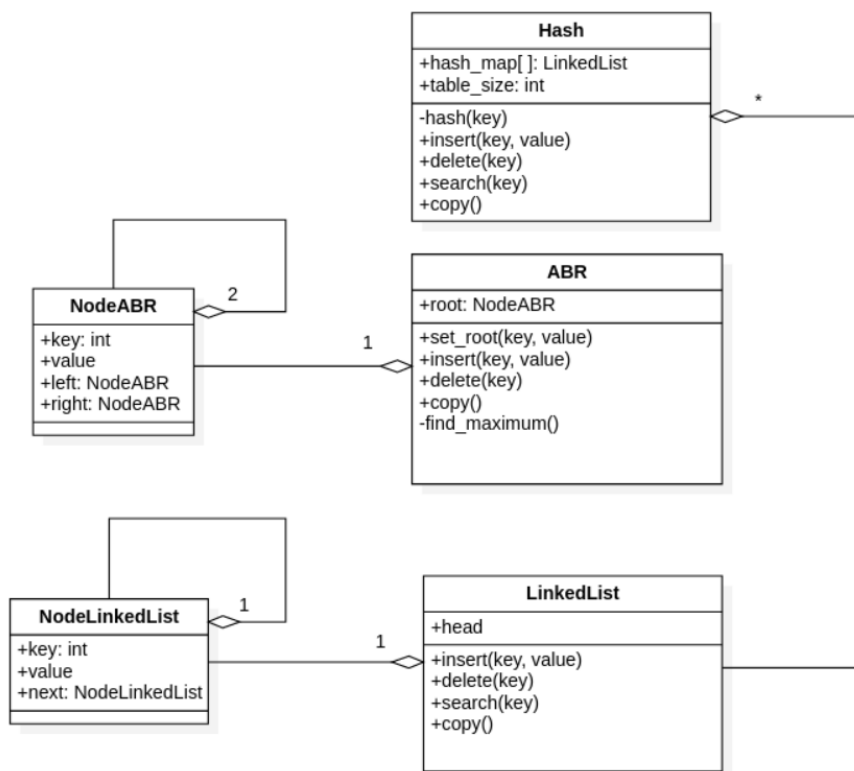 Hash
+hash_map[ ]: LinkedList
+table_size: int
-hash(key)
+insert(key, value)
+delete(key)
+search(key)
+copy()
*
NodeABR
+key: int
+value
+left: NodeABR
+right: NodeABR
2
1
ABR
+root: NodeABR
+set_root(key, value)
+insert(key, value)
+delete(key)
+copy()
-find_maximum()
NodeLinkedList
+key: int
+value
+next: NodeLinkedList
1
1
LinkedList
+head
+insert(key, value)
+delete(key)
+search(key)
+copy()